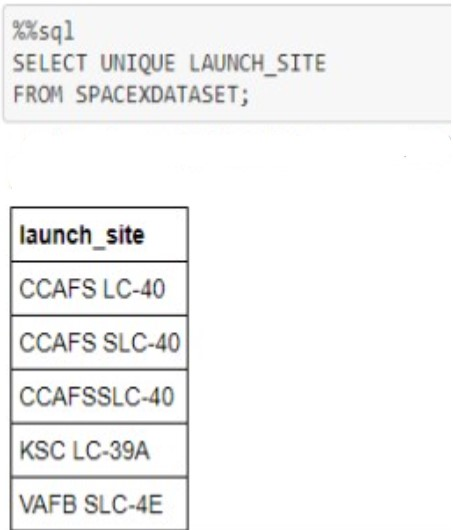 %%sql
SELECT UNIQUE LAUNCH_SITE
FROM SPACEXDATASET;
launch_site
CCAFS LC-40
CCAFS SLC-40
CCAFSSLC-40
KSC LC-39A
VAFB SLC-4E